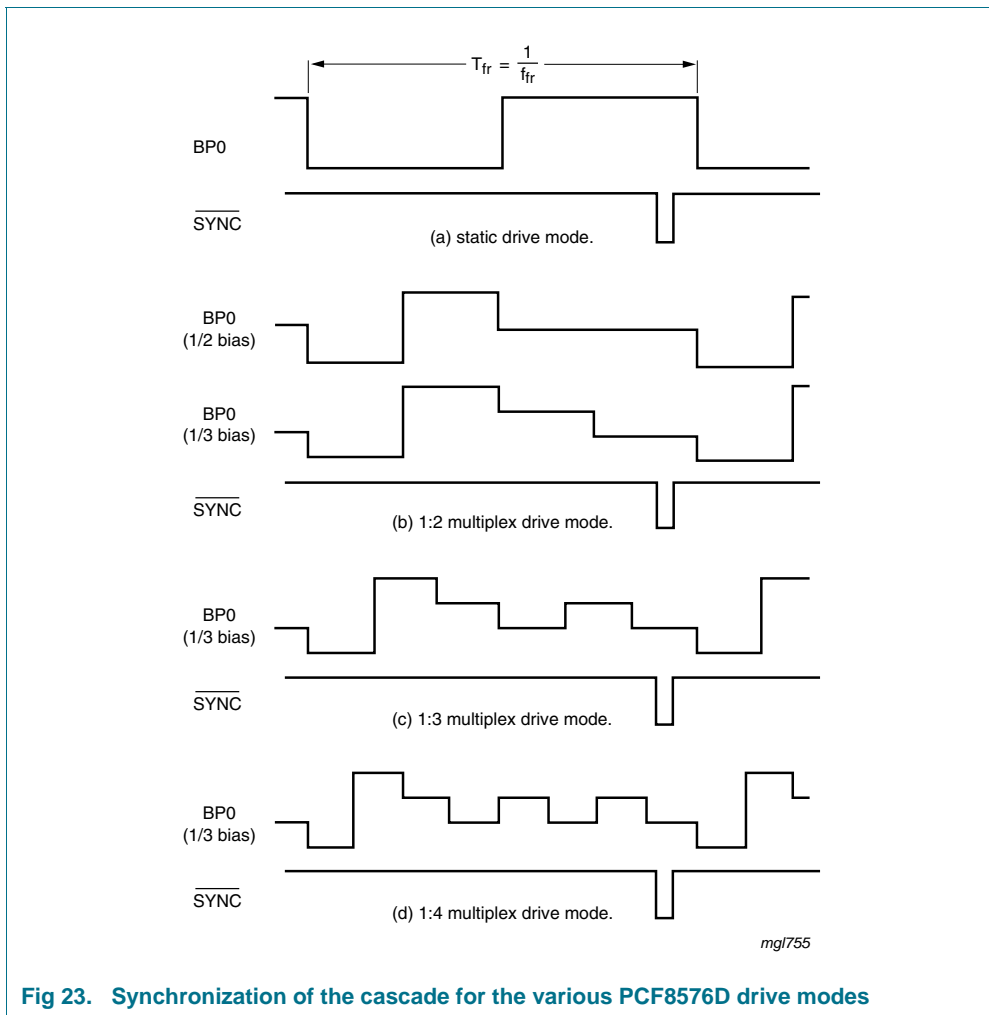 Tfr = 1 / ffr
BP0
SYNC
(a) static drive mode.
BP0
(1/2 bias)
BP0
(1/3 bias)
SYNC
(b) 1:2 multiplex drive mode.
BP0
(1/3 bias)
SYNC
(c) 1:3 multiplex drive mode.
BP0
(1/3 bias)
SYNC
(d) 1:4 multiplex drive mode.
mgl755
Fig 23. Synchronization of the cascade for the various PCF8576D drive modes